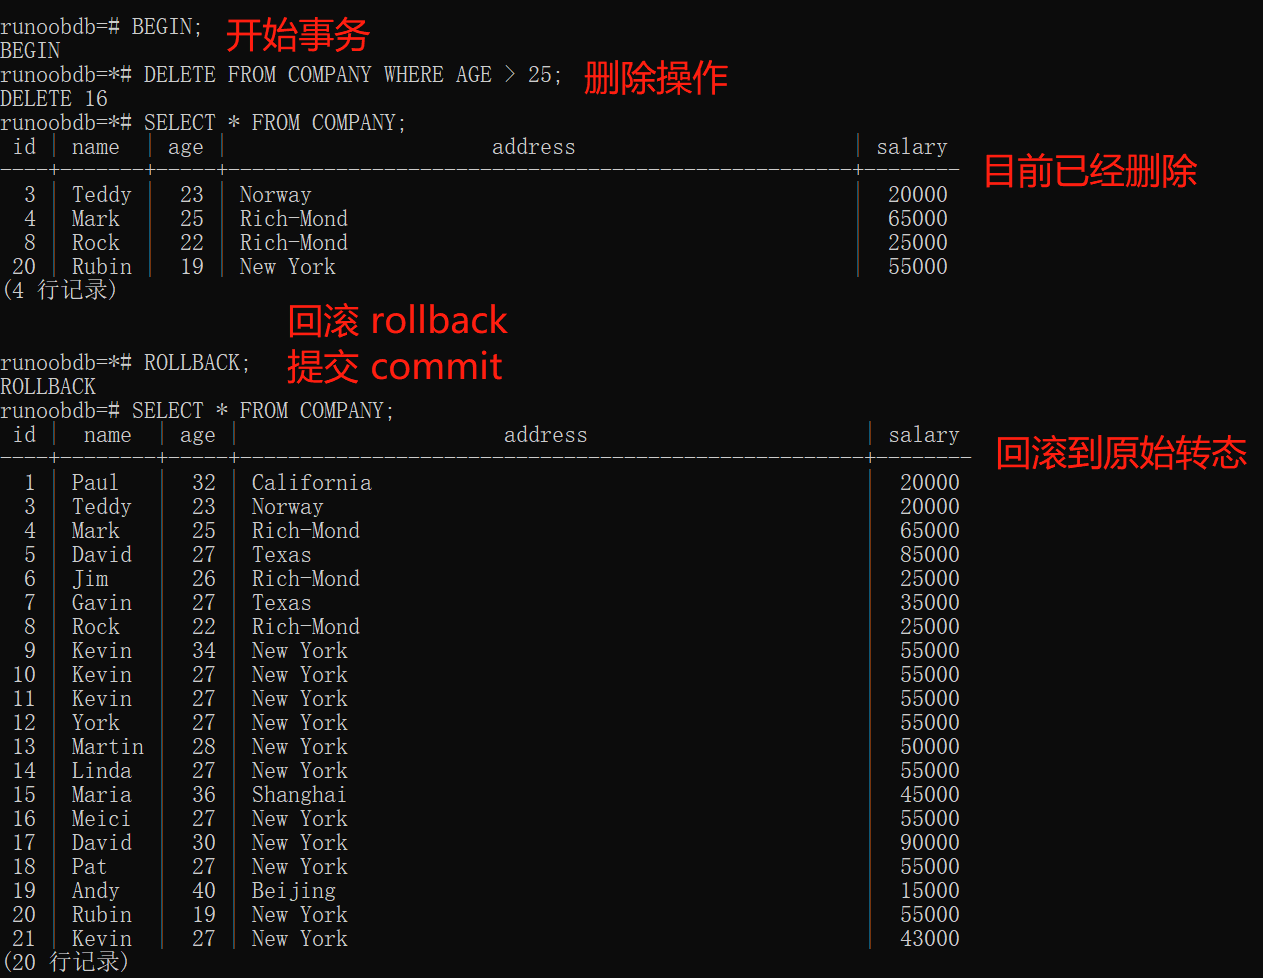 runoobdb=# BEGIN; 开始事务
BEGIN
runoobdb=*# DELETE FROM COMPANY WHERE AGE > 25; 删除操作
DELETE 16
runoobdb=*# SELECT * FROM COMPANY;
id | name | age | address | salary
----+-------+-----+----------------------------------------------------+-------- 目前已经删除
3 | Teddy | 23 | Norway | 20000
4 | Mark | 25 | Rich-Mond | 65000
8 | Rock | 22 | Rich-Mond | 25000
20 | Rubin | 19 | New York | 55000
(4 行记录)
回滚 rollback
runoobdb=*# ROLLBACK; 提交 commit
ROLLBACK
runoobdb=# SELECT * FROM COMPANY;
id | name | age | address | salary
----+--------+-----+----------------------------------------------------+-------- 回滚到原始转态
1 | Paul | 32 | California | 20000
3 | Teddy | 23 | Norway | 20000
4 | Mark | 25 | Rich-Mond | 65000
5 | David | 27 | Texas | 85000
6 | Jim | 26 | Rich-Mond | 25000
7 | Gavin | 27 | Texas | 35000
8 | Rock | 22 | Rich-Mond | 25000
9 | Kevin | 34 | New York | 55000
10 | Kevin | 27 | New York | 55000
11 | Kevin | 27 | New York | 55000
12 | York | 27 | New York | 55000
13 | Martin | 28 | New York | 50000
14 | Linda | 27 | New York | 55000
15 | Maria | 36 | Shanghai | 45000
16 | Meici | 27 | New York | 55000
17 | David | 30 | New York | 90000
18 | Pat | 27 | New York | 55000
19 | Andy | 40 | Beijing | 15000
20 | Rubin | 19 | New York | 55000
21 | Kevin | 27 | New York | 43000
(20 行记录)